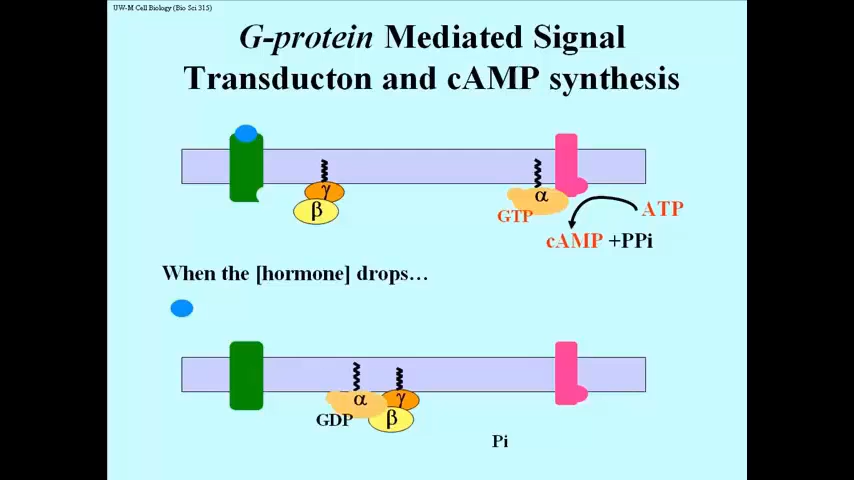 UW-M Cell Biology (Bio Sci 315)
G-protein Mediated Signal
Transducton and cAMP synthesis
γ
β
α
GTP
ATP
cAMP +PPi
When the [hormone] drops…
α
γ
β
GDP
Pi